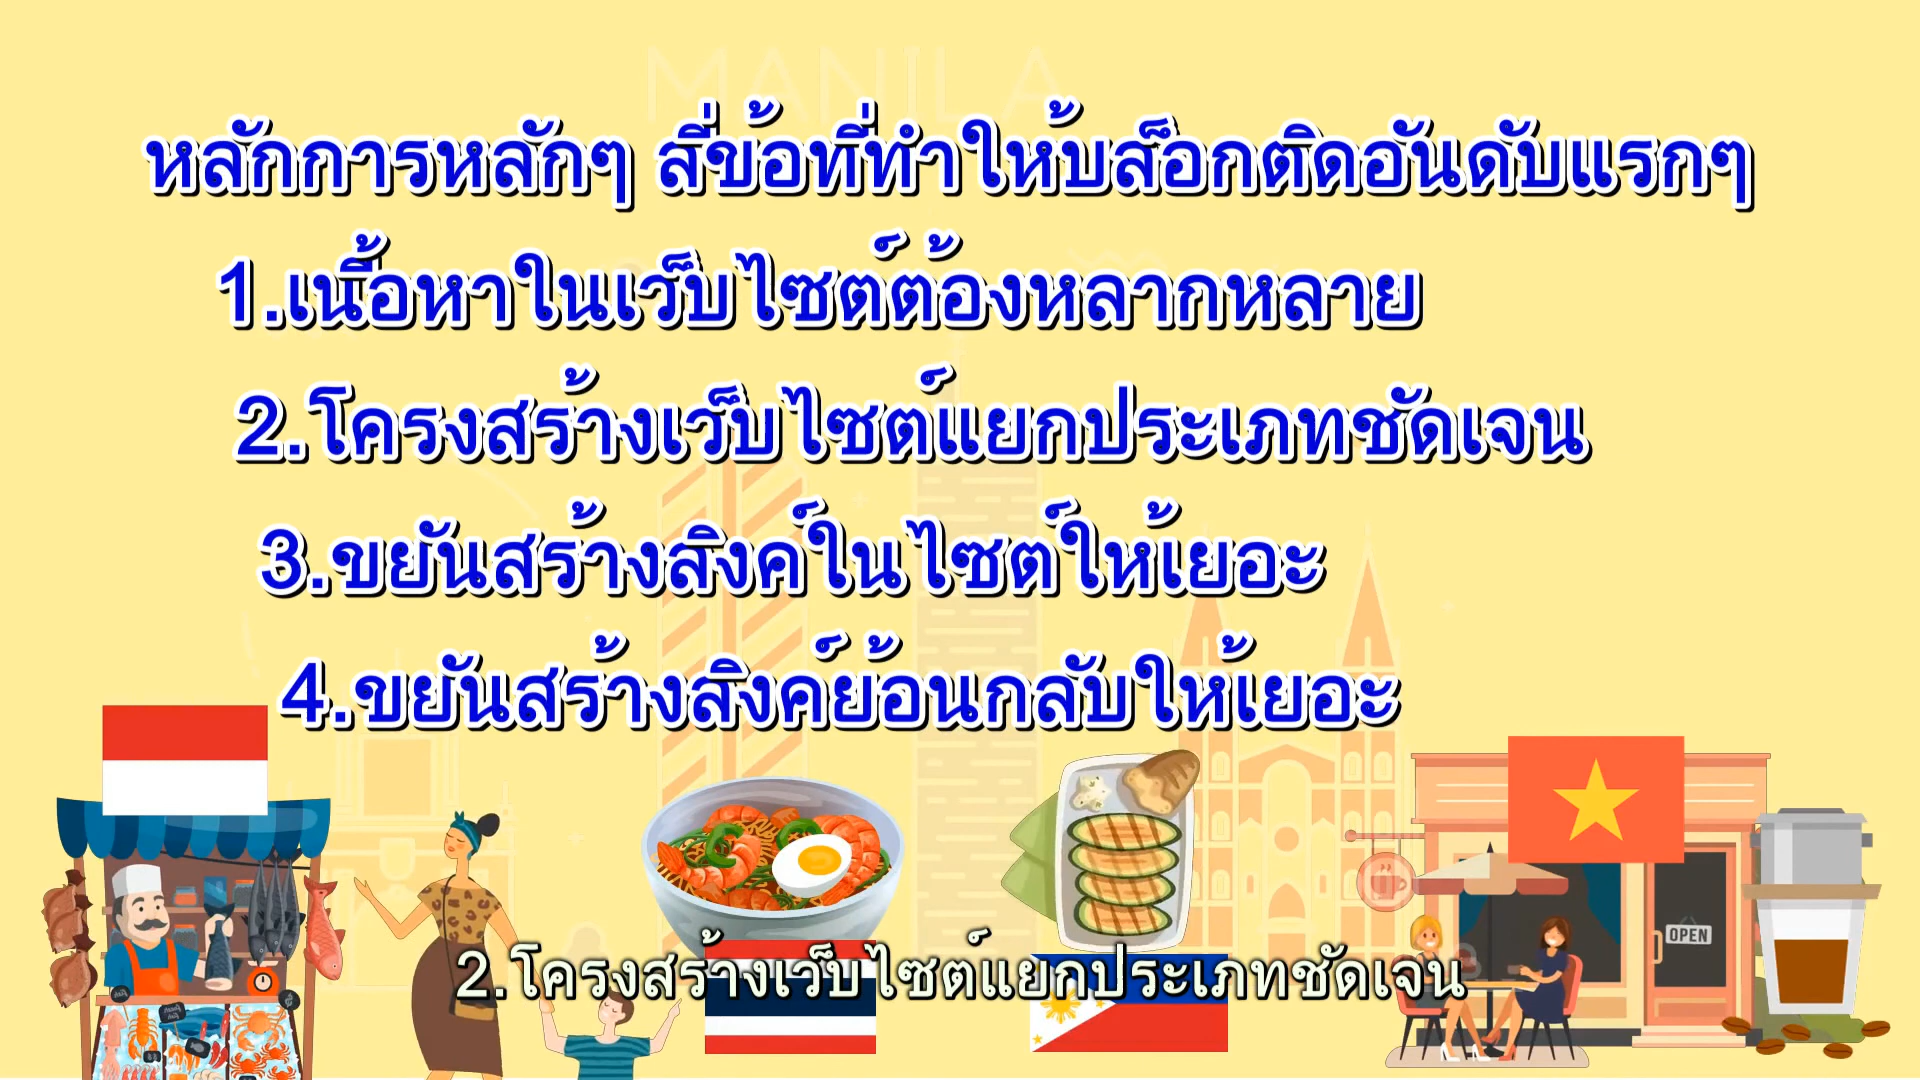 MANILA
หลักการหลักๆ สี่ข้อที่ทำให้บล็อกติดอันดับแรกๆ
1.เนื้อหาในเว็บไซต์ต้องหลากหลาย
2.โครงสร้างเว็บไซต์แยกประเภทชัดเจน
3.ขยันสร้างลิงค์ในไซต์ให้เยอะ
4.ขยันสร้างลิงค์ย้อนกลับให้เยอะ
OPEN
2.โครงสร้างเว็บไซต์แยกประเภทชัดเจน